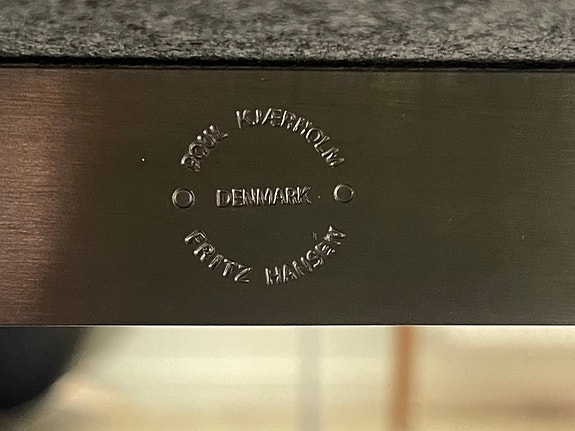 POUL KJÆRHOLM
DENMARK
FRITZ HANSEN